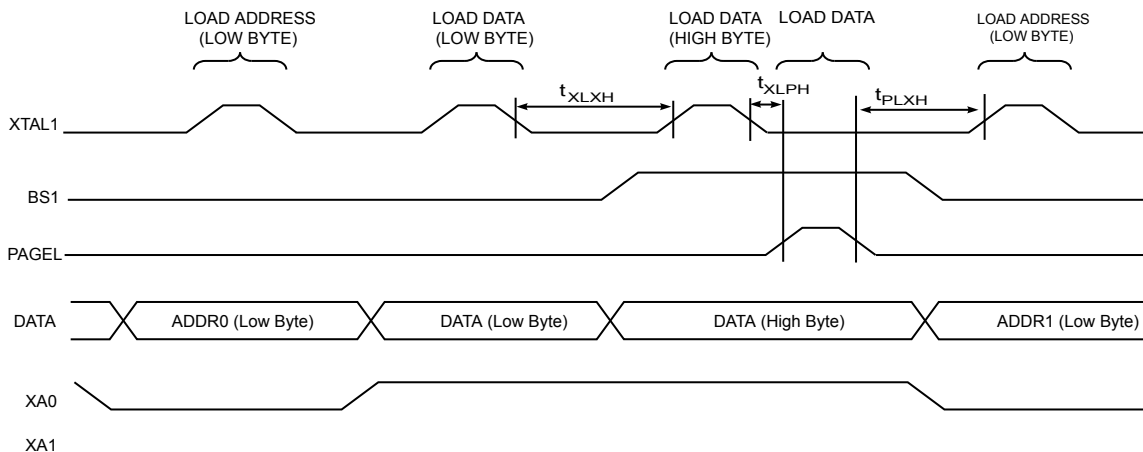 LOAD ADDRESS
(LOW BYTE)
LOAD DATA
(LOW BYTE)
LOAD DATA
(HIGH BYTE)
LOAD DATA
LOAD ADDRESS
(LOW BYTE)
tXLXH
tXLPH
tPLXH
XTAL1
BS1
PAGEL
DATA
ADDR0 (Low Byte)
DATA (Low Byte)
DATA (High Byte)
ADDR1 (Low Byte)
XA0
XA1